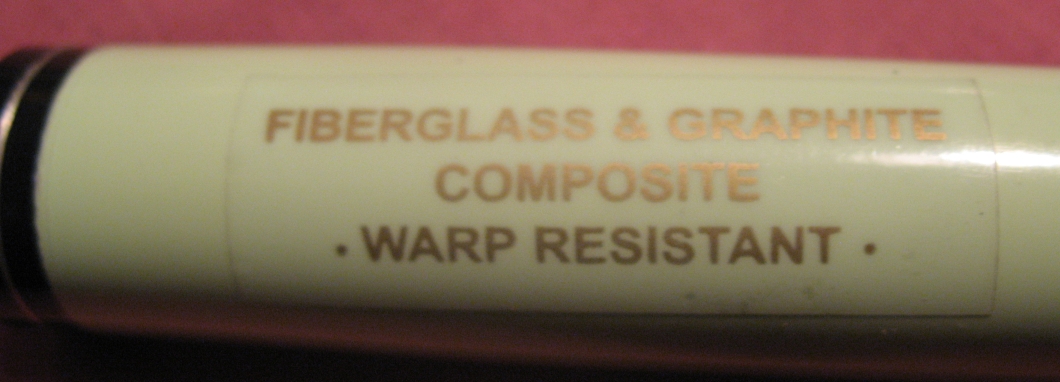 FIBERGLASS & GRAPHITE
COMPOSITE
· WARP RESISTANT ·